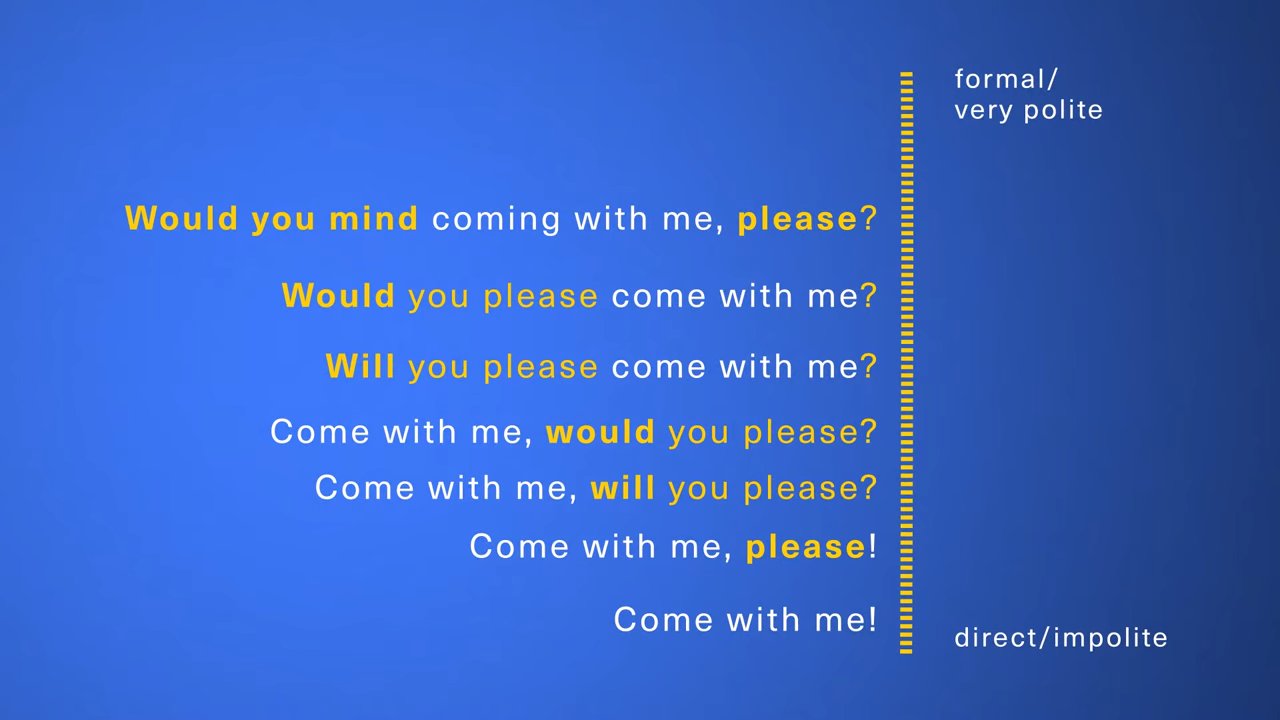 formal/
very polite
Would you mind coming with me, please?
Would you please come with me?
Will you please come with me?
Come with me, would you please?
Come with me, will you please?
Come with me, please!
Come with me!
direct/impolite